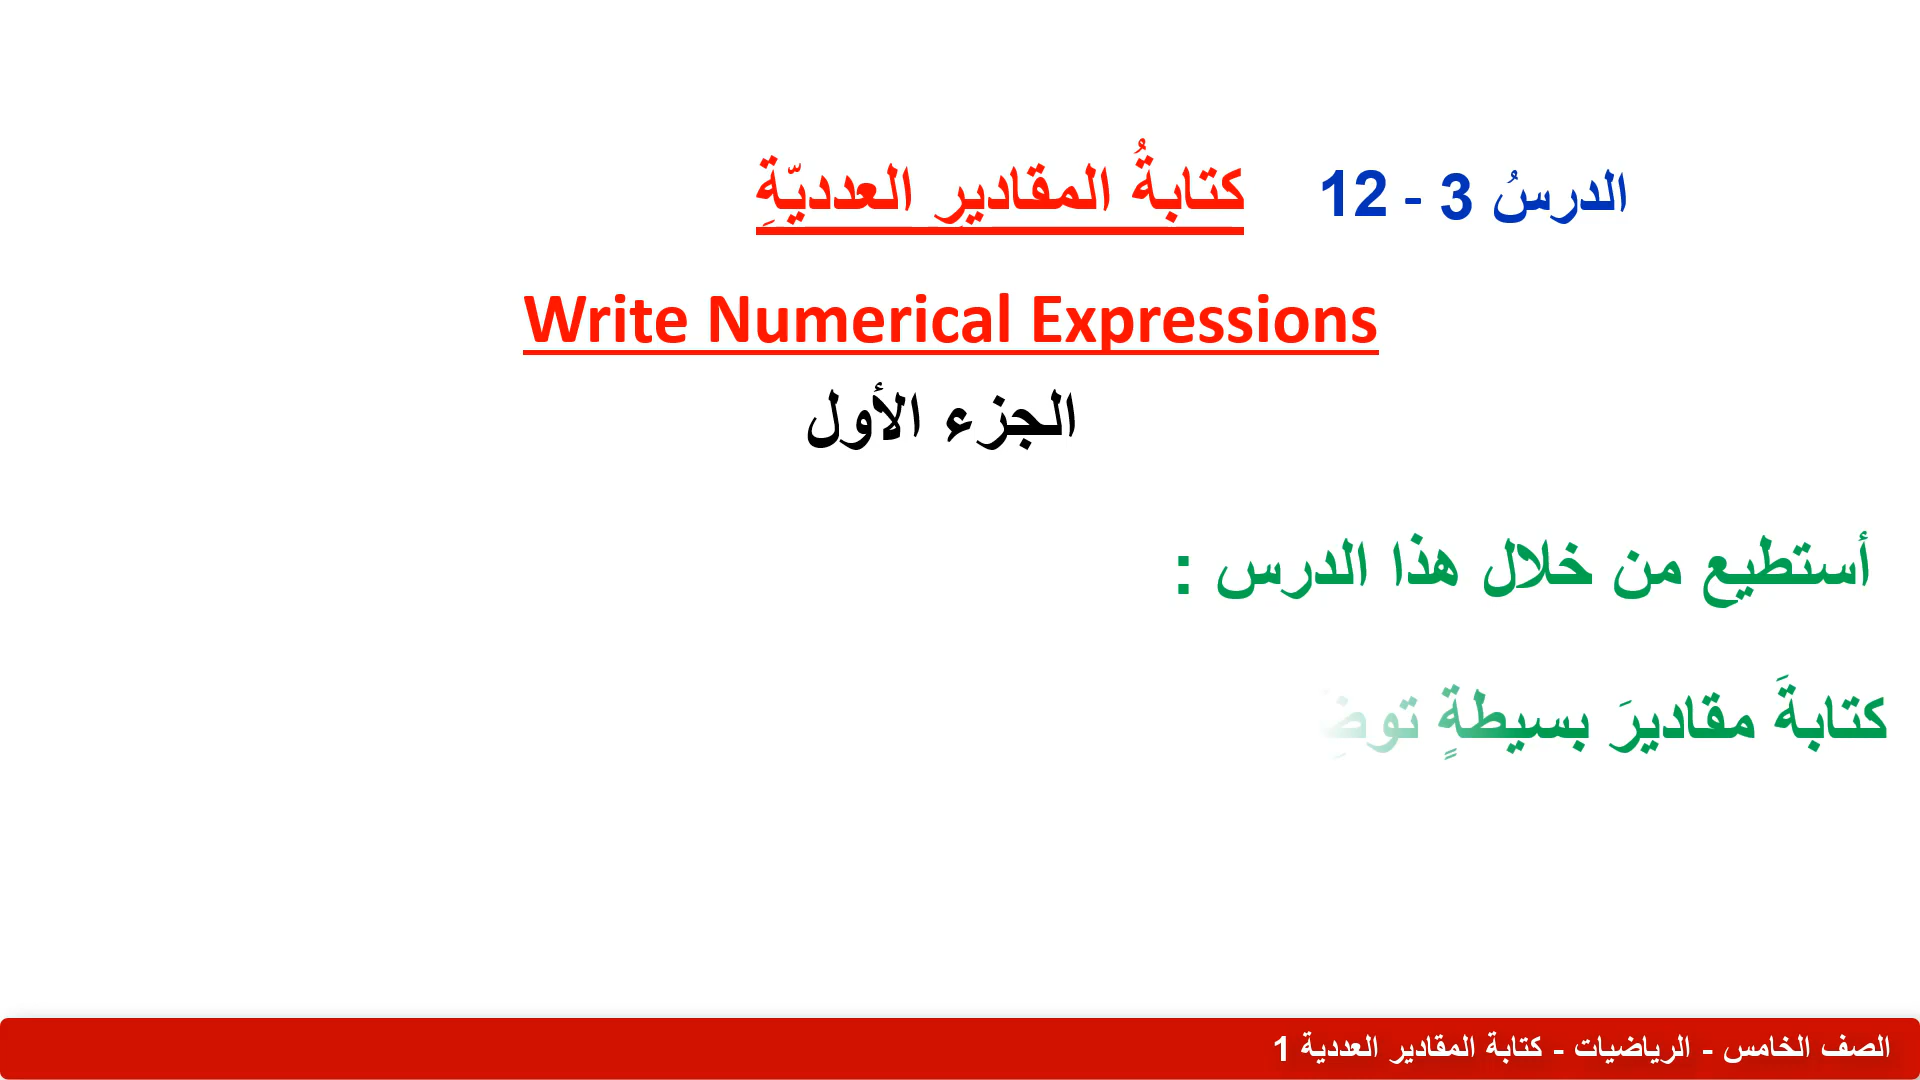 الدرسُ 3 - 12 كتابةُ المقاديرِ العدديّةِ
Write Numerical Expressions
الجزء الأول
أستطيع من خلال هذا الدرس :
كتابةَ مقاديرَ بسيطةٍ
الصف الخامس - الرياضيات - كتابة المقادير العددية 1